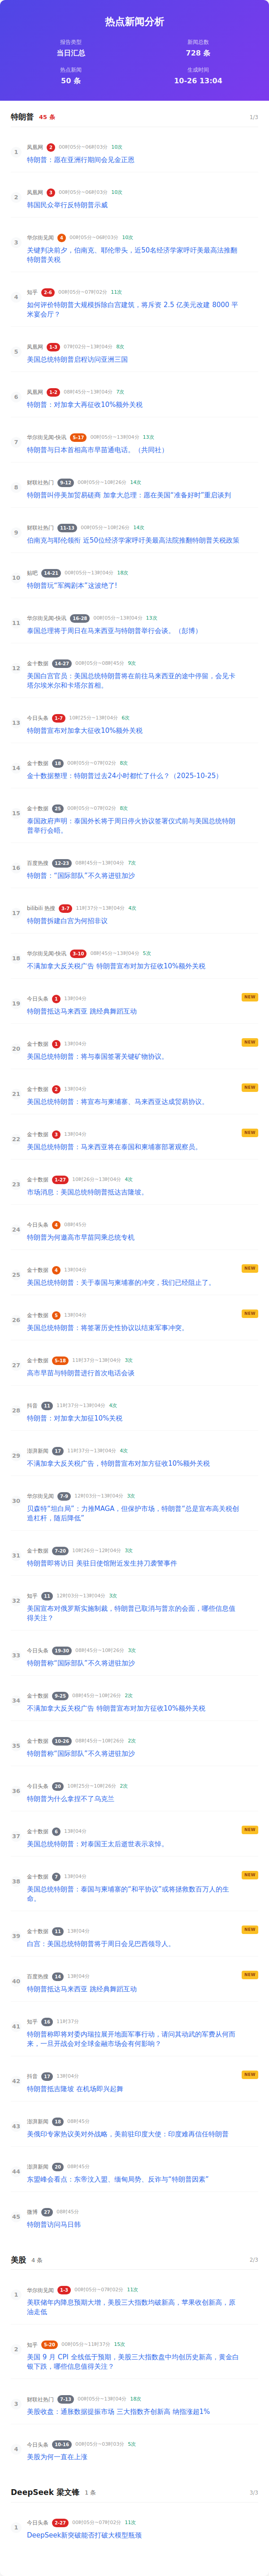 热点新闻分析
报告类型
当日汇总
新闻总数
728 条
热点新闻
50 条
生成时间
10-26 13:04
特朗普 45 条 1/3
1 凤凰网 2 00时05分~06时03分 10次
特朗普：愿在亚洲行期间会见金正恩
2 凤凰网 3 00时05分~06时03分 10次
韩国民众举行反特朗普示威
3 华尔街见闻 4 00时05分~06时03分 10次
关键判决前夕，伯南克、耶伦带头，近50名经济学家呼吁美最高法推翻
特朗普关税
4 知乎 2-6 00时05分~07时02分 11次
如何评价特朗普大规模拆除白宫建筑，将斥资 2.5 亿美元改建 8000 平
米宴会厅？
5 凤凰网 1-3 07时02分~13时04分 8次
美国总统特朗普启程访问亚洲三国
6 凤凰网 1-2 08时45分~13时04分 7次
特朗普：对加拿大再征收10%额外关税
7 华尔街见闻-快讯 5-17 00时05分~13时04分 13次
特朗普与日本首相高市早苗通电话。（共同社）
8 财联社热门 9-12 00时05分~10时26分 14次
特朗普叫停美加贸易磋商 加拿大总理：愿在美国“准备好时”重启谈判
9 财联社热门 11-13 00时05分~10时26分 14次
伯南克与耶伦领衔 近50位经济学家呼吁美最高法院推翻特朗普关税政策
10 贴吧 14-21 00时05分~13时04分 18次
特朗普玩“军阀剧本”这波绝了!
11 华尔街见闻-快讯 16-28 00时05分~13时04分 13次
泰国总理将于周日在马来西亚与特朗普举行会谈。（彭博）
12 金十数据 14-27 00时05分~08时45分 9次
美国白宫官员：美国总统特朗普将在前往马来西亚的途中停留，会见卡
塔尔埃米尔和卡塔尔首相。
13 今日头条 1-7 10时25分~13时04分 6次
特朗普宣布对加拿大征收10%额外关税
14 金十数据 18 00时05分~07时02分 8次
金十数据整理：特朗普过去24小时都忙了什么？（2025-10-25）
15 金十数据 25 00时05分~07时02分 8次
泰国政府声明：泰国外长将于周日停火协议签署仪式前与美国总统特朗
普举行会晤。
16 百度热搜 12-23 08时45分~13时04分 7次
特朗普：“国际部队”不久将进驻加沙
17 bilibili 热搜 3-7 11时37分~13时04分 4次
特朗普拆建白宫为何招非议
18 华尔街见闻-快讯 3-10 08时45分~13时04分 5次
不满加拿大反关税广告 特朗普宣布对加方征收10%额外关税
19 今日头条 1 13时04分 NEW
特朗普抵达马来西亚 跳经典舞蹈互动
20 金十数据 1 13时04分 NEW
美国总统特朗普：将与泰国签署关键矿物协议。
21 金十数据 2 13时04分 NEW
美国总统特朗普：将宣布与柬埔寨、马来西亚达成贸易协议。
22 金十数据 3 13时04分 NEW
美国总统特朗普：马来西亚将在泰国和柬埔寨部署观察员。
23 金十数据 1-27 10时26分~13时04分 4次
市场消息：美国总统特朗普抵达吉隆坡。
24 今日头条 4 08时45分
特朗普为何邀高市早苗同乘总统专机
25 金十数据 4 13时04分 NEW
美国总统特朗普：关于泰国与柬埔寨的冲突，我们已经阻止了。
26 金十数据 5 13时04分 NEW
美国总统特朗普：将签署历史性协议以结束军事冲突。
27 金十数据 5-18 11时37分~13时04分 3次
高市早苗与特朗普进行首次电话会谈
28 抖音 11 11时37分~13时04分 4次
特朗普：对加拿大加征10%关税
29 澎湃新闻 17 11时37分~13时04分 4次
不满加拿大反关税广告，特朗普宣布对加方征收10%额外关税
30 华尔街见闻 7-9 12时03分~13时04分 3次
贝森特“坦白局”：力推MAGA，但保护市场，特朗普“总是宣布高关税创
造杠杆，随后降低”
31 金十数据 7-20 10时26分~12时04分 3次
特朗普即将访日 美驻日使馆附近发生持刀袭警事件
32 知乎 11 12时03分~13时04分 3次
美国宣布对俄罗斯实施制裁，特朗普已取消与普京的会面，哪些信息值
得关注？
33 今日头条 19-30 08时45分~10时26分 3次
特朗普称“国际部队”不久将进驻加沙
34 金十数据 9-25 08时45分~10时26分 2次
不满加拿大反关税广告 特朗普宣布对加方征收10%额外关税
35 金十数据 10-26 08时45分~10时26分 2次
特朗普称“国际部队”不久将进驻加沙
36 今日头条 20 10时25分~10时26分 2次
特朗普为什么拿捏不了乌克兰
37 金十数据 6 13时04分 NEW
美国总统特朗普：对泰国王太后逝世表示哀悼。
38 金十数据 7 13时04分 NEW
美国总统特朗普：泰国与柬埔寨的“和平协议”或将拯救数百万人的生
命。
39 金十数据 11 13时04分 NEW
白宫：美国总统特朗普将于周日会见巴西领导人。
40 百度热搜 14 13时04分 NEW
特朗普抵达马来西亚 跳经典舞蹈互动
41 知乎 16 11时37分
特朗普称即将对委内瑞拉展开地面军事行动，请问其动武的军费从何而
来，一旦开战会对全球金融市场会有何影响？
42 抖音 17 13时04分 NEW
特朗普抵吉隆坡 在机场即兴起舞
43 澎湃新闻 18 08时45分
美俄印专家热议美对外战略，美前驻印度大使：印度难再信任特朗普
44 澎湃新闻 20 08时45分
东盟峰会看点：东帝汶入盟、缅甸局势、反诈与“特朗普因素”
45 微博 27 08时45分
特朗普访问马日韩
美股 4 条 2/3
1 华尔街见闻 1-3 00时05分~07时02分 11次
美联储年内降息预期大增，美股三大指数均破新高，苹果收创新高，原
油走低
2 知乎 5-20 00时05分~11时37分 15次
美国 9 月 CPI 全线低于预期，美股三大指数盘中均创历史新高，黄金白
银下跌，哪些信息值得关注？
3 财联社热门 7-13 00时05分~13时04分 18次
美股收盘：通胀数据提振市场 三大指数齐创新高 纳指涨超1%
4 今日头条 10-16 00时05分~03时03分 5次
美股为何一直在上涨
DeepSeek 梁文锋 1 条 3/3
1 今日头条 2-27 00时05分~07时02分 11次
DeepSeek新突破能否打破大模型瓶颈